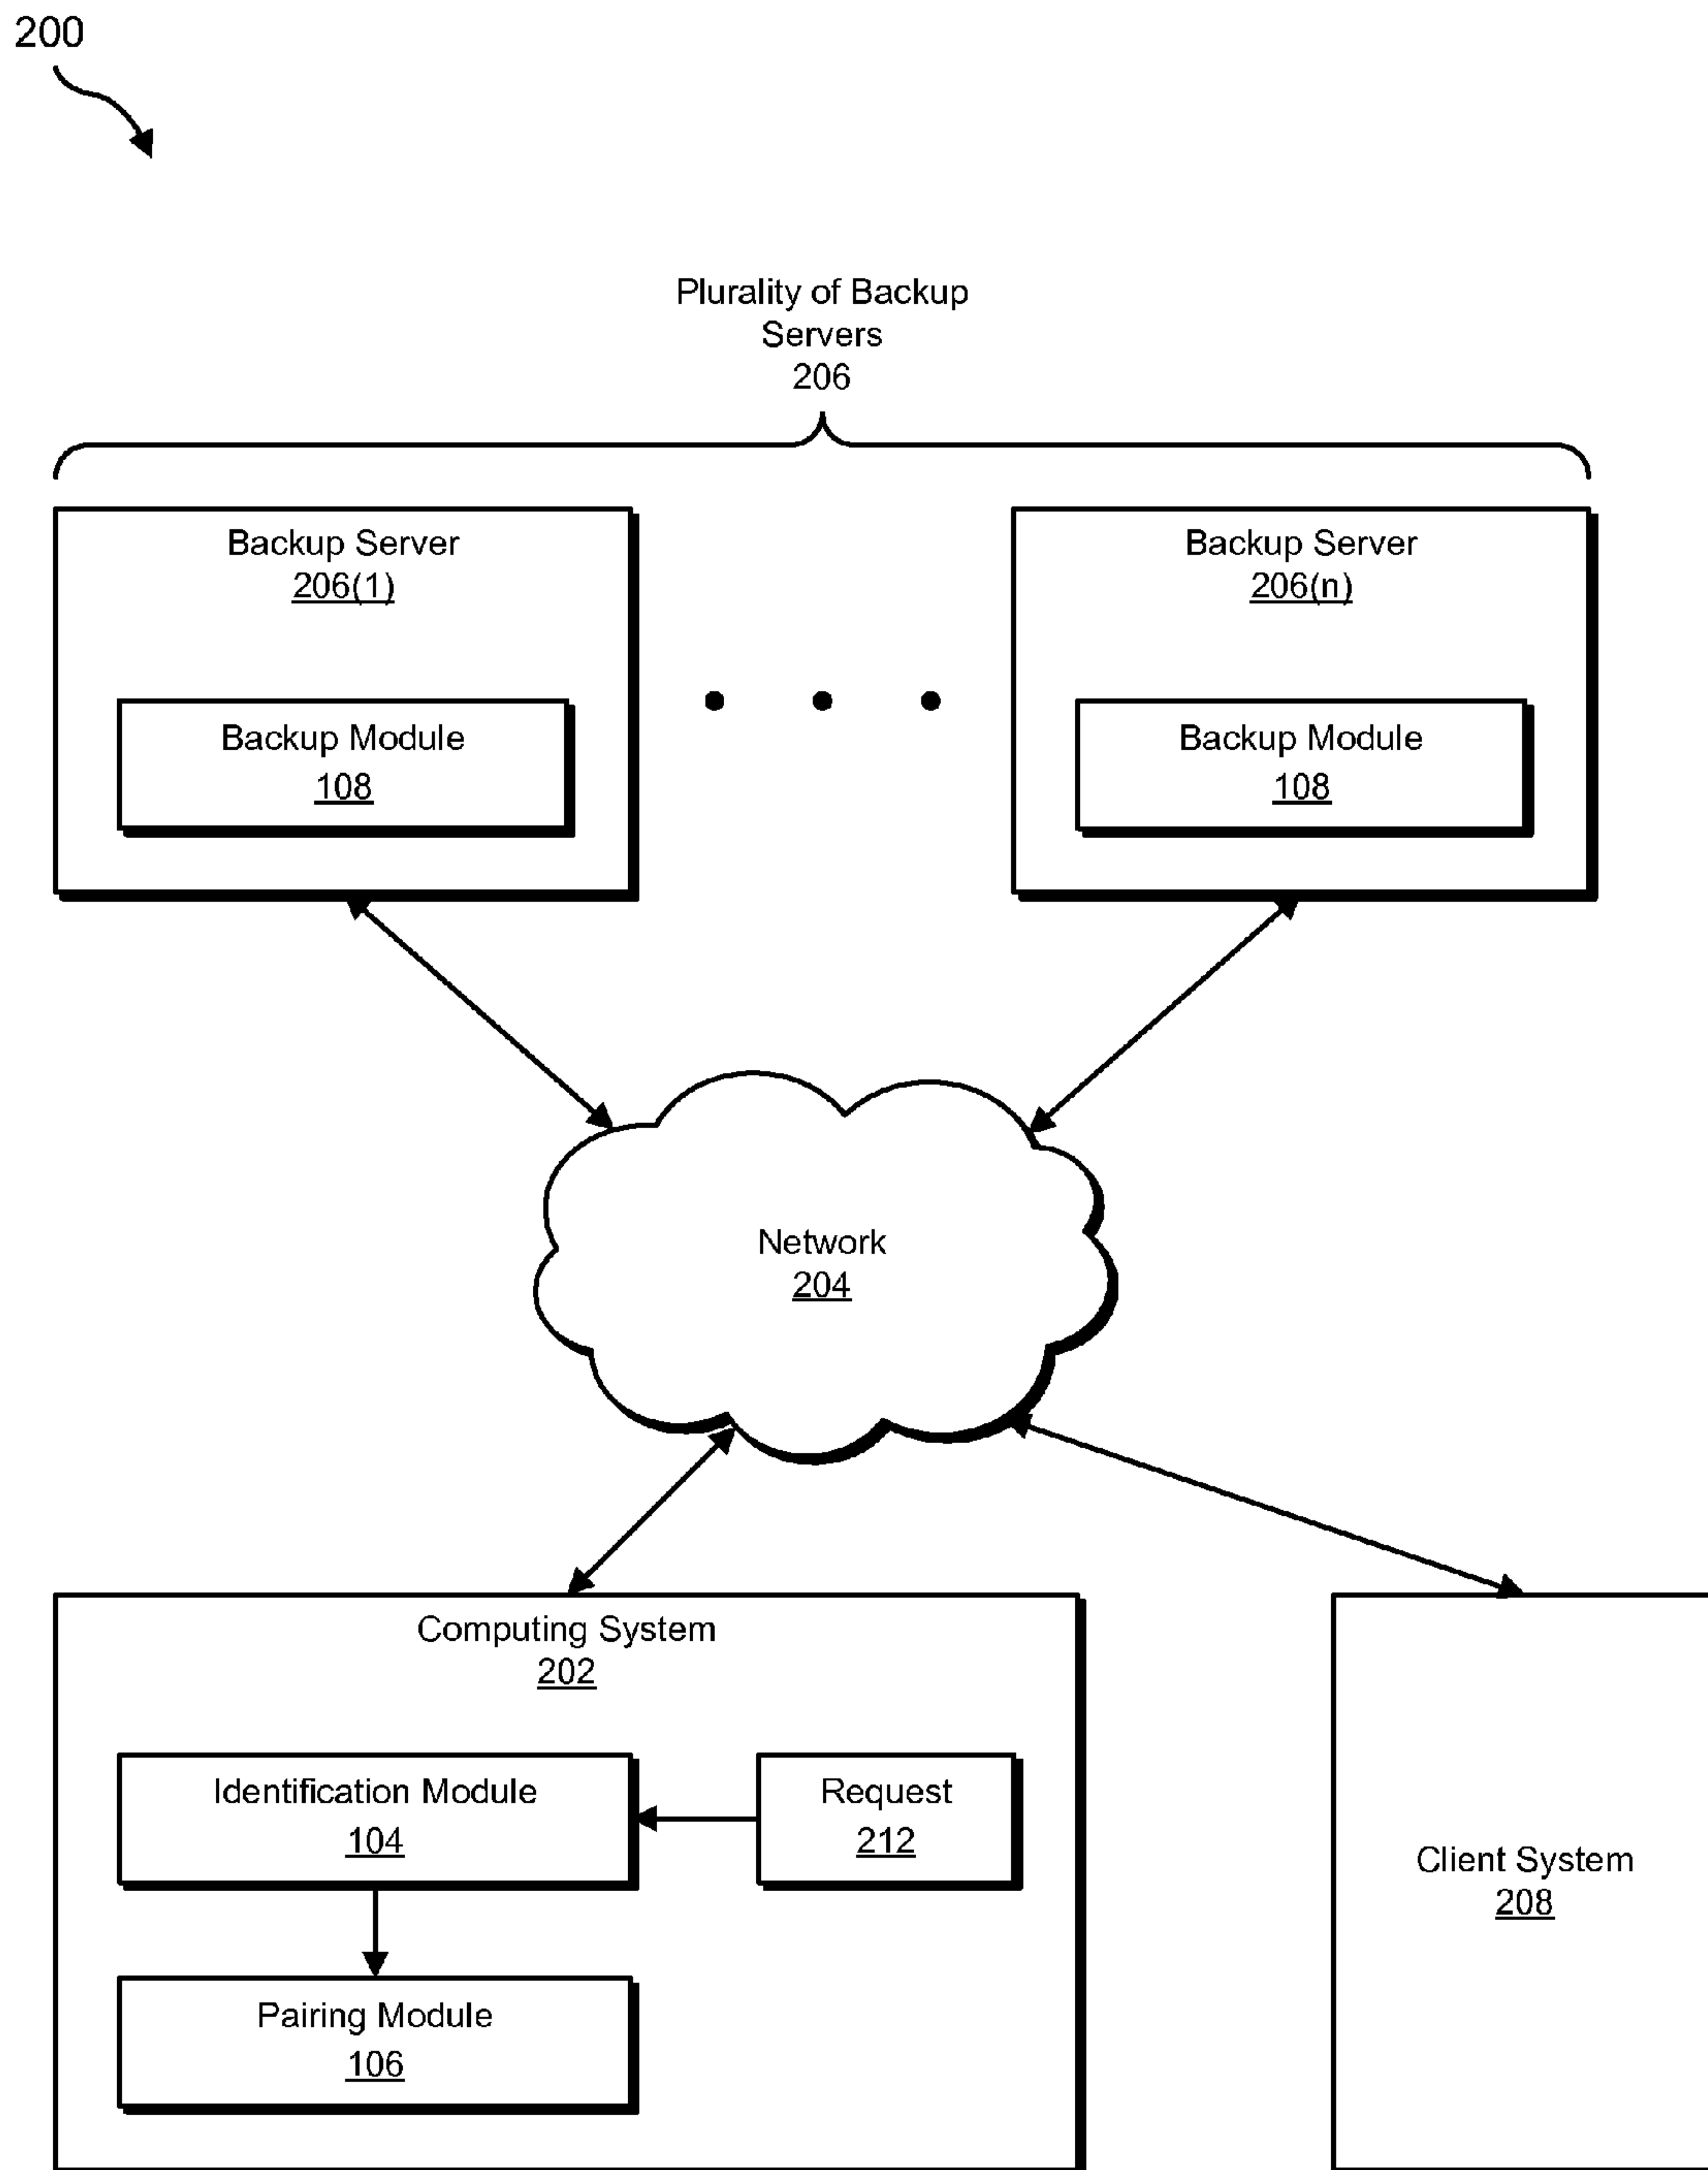 200
Plurality of Backup
Servers
206
Backup Server
206(1)
Backup Module
108
Backup Server
206(n)
Backup Module
108
Network
204
Computing System
202
Identification Module
104
Request
212
Pairing Module
106
Client System
208